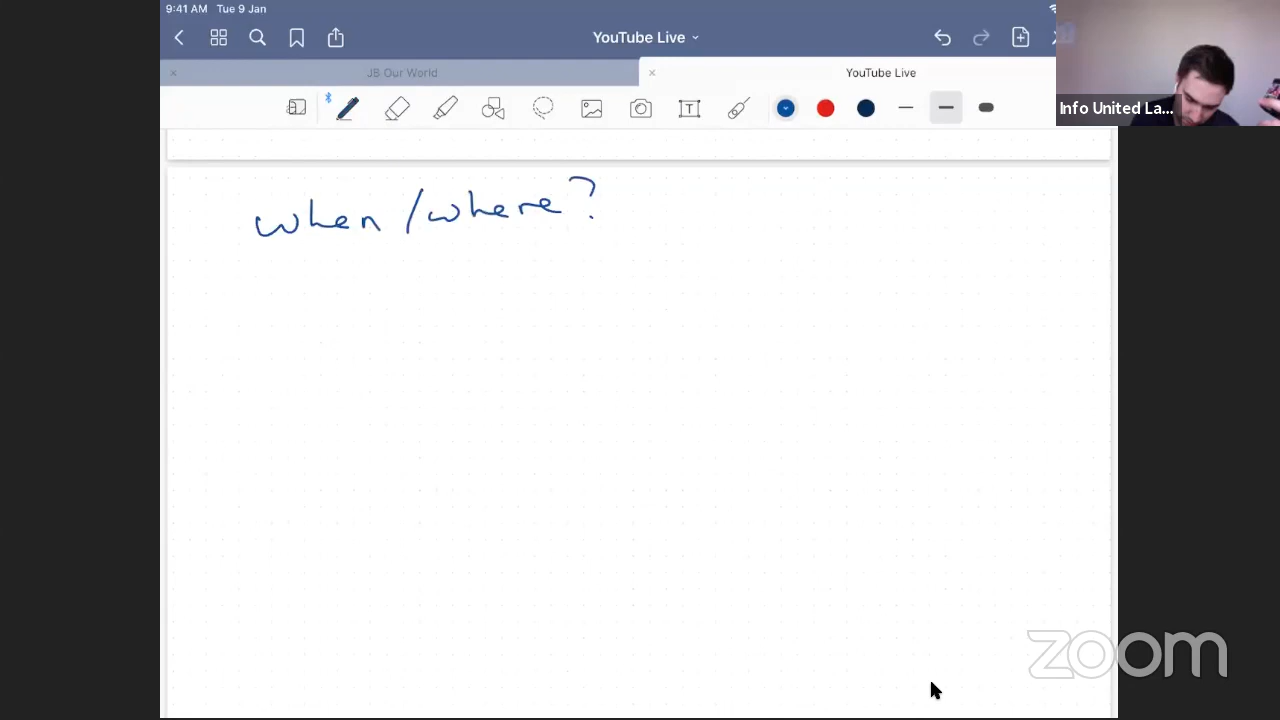 9:41 AM Tue 9 Jan
YouTube Live
JB Our World
YouTube Live
T
Info United La...
when / where?
zoom